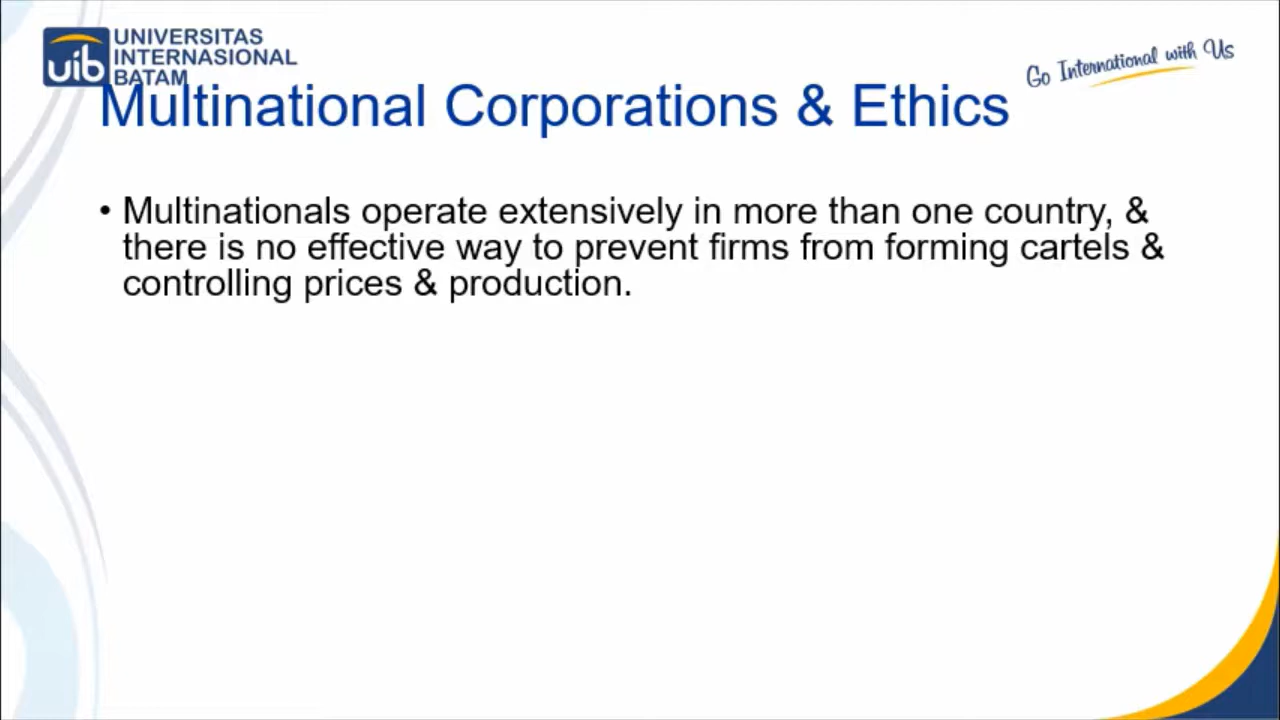 UNIVERSITAS
INTERNASIONAL
BATAM
uib
Go International with Us
Multinational Corporations & Ethics
• Multinationals operate extensively in more than one country, &
there is no effective way to prevent firms from forming cartels &
controlling prices & production.